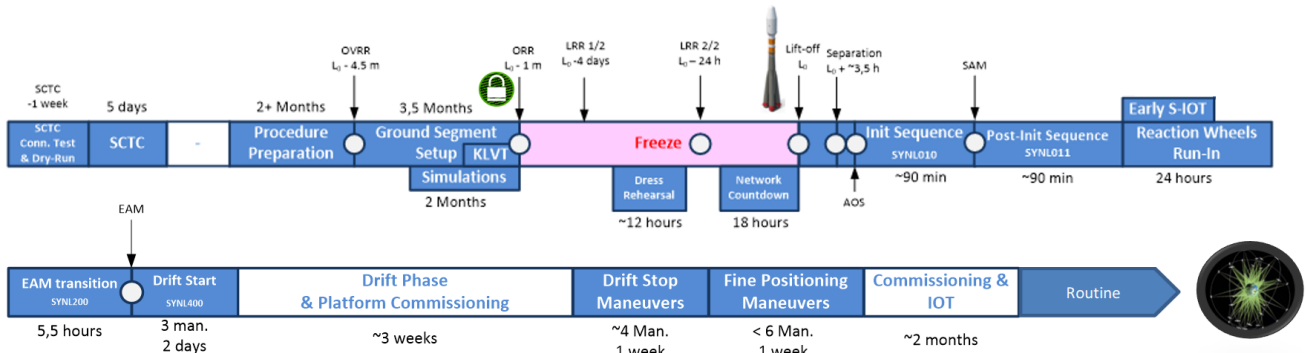 SCTC
-1 week
5 days
2+ Months
OVRR
L0 - 4.5 m
3,5 Months
ORR
L0 - 1 m
LRR 1/2
L0 -4 days
LRR 2/2
L0 – 24 h
Lift-off
L0
Separation
L0 + ~3,5 h
SAM
Early S-IOT
SCTC
Conn. Test
& Dry-Run
SCTC
-
Procedure
Preparation
Ground Segment
Setup
KLVT
Simulations
2 Months
Freeze
Dress
Rehearsal
~12 hours
Network
Countdown
18 hours
AOS
Init Sequence
SYNL010
~90 min
Post-Init Sequence
SYNL011
~90 min
Reaction Wheels
Run-In
24 hours
EAM
EAM transition
SYNL200
5,5 hours
Drift Start
SYNL400
3 man.
2 days
Drift Phase
& Platform Commissioning
~3 weeks
Drift Stop
Maneuvers
~4 Man.
1 week
Fine Positioning
Maneuvers
< 6 Man.
1 week
Commissioning &
IOT
~2 months
Routine